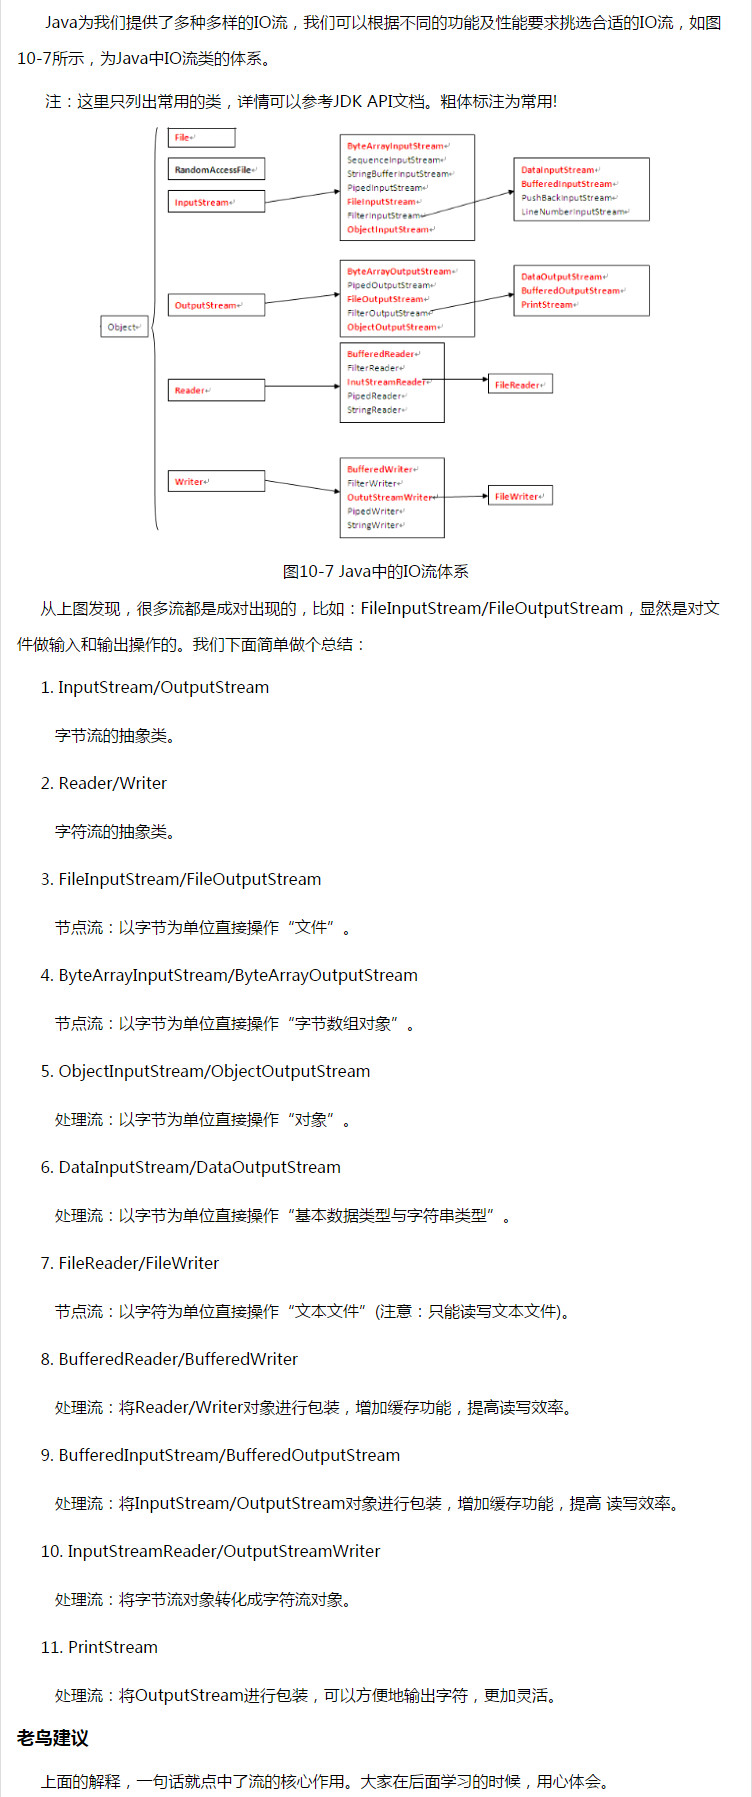 Java为我们提供了多种多样的IO流，我们可以根据不同的功能及性能要求挑选合适的IO流，如图
10-7所示，为Java中IO流类的体系。
注：这里只列出常用的类，详情可以参考JDK API文档。粗体标注为常用!
File
RandomAccessFile
InputStream
ByteArrayInputStream
SequenceInputStream
StringBufferInputStream
PipedInputStream
FileInputStream
FilterInputStream
ObjectInputStream
DataInputStream
BufferedInputStream
PushBackInputStream
LineNumberInputStream
Object
OutputStream
ByteArrayOutputStream
PipedOutputStream
FileOutputStream
FilterOutputStream
ObjectOutputStream
DataOutputStream
BufferedOutputStream
PrintStream
Reader
BufferedReader
FilterReader
InutStreamReader
PipedReader
StringReader
FileReader
Writer
BufferedWriter
FilterWriter
OututStreamWriter
PipedWriter
StringWriter
FileWriter
图10-7 Java中的IO流体系
从上图发现，很多流都是成对出现的，比如：FileInputStream/FileOutputStream，显然是对文
件做输入和输出操作的。我们下面简单做个总结：
1. InputStream/OutputStream
字节流的抽象类。
2. Reader/Writer
字符流的抽象类。
3. FileInputStream/FileOutputStream
节点流：以字节为单位直接操作“文件”。
4. ByteArrayInputStream/ByteArrayOutputStream
节点流：以字节为单位直接操作“字节数组对象”。
5. ObjectInputStream/ObjectOutputStream
处理流：以字节为单位直接操作“对象”。
6. DataInputStream/DataOutputStream
处理流：以字节为单位直接操作“基本数据类型与字符串类型”。
7. FileReader/FileWriter
节点流：以字符为单位直接操作“文本文件”(注意：只能读写文本文件)。
8. BufferedReader/BufferedWriter
处理流：将Reader/Writer对象进行包装，增加缓存功能，提高读写效率。
9. BufferedInputStream/BufferedOutputStream
处理流：将InputStream/OutputStream对象进行包装，增加缓存功能，提高 读写效率。
10. InputStreamReader/OutputStreamWriter
处理流：将字节流对象转化成字符流对象。
11. PrintStream
处理流：将OutputStream进行包装，可以方便地输出字符，更加灵活。
老鸟建议
上面的解释，一句话就点中了流的核心作用。大家在后面学习的时候，用心体会。